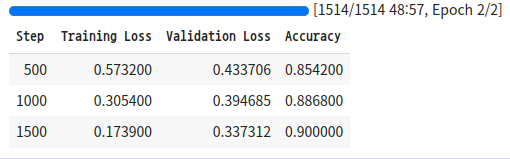 [1514/1514 48:57, Epoch 2/2]
Step Training Loss Validation Loss Accuracy
500 0.573200 0.433706 0.854200
1000 0.305400 0.394685 0.886800
1500 0.173900 0.337312 0.900000